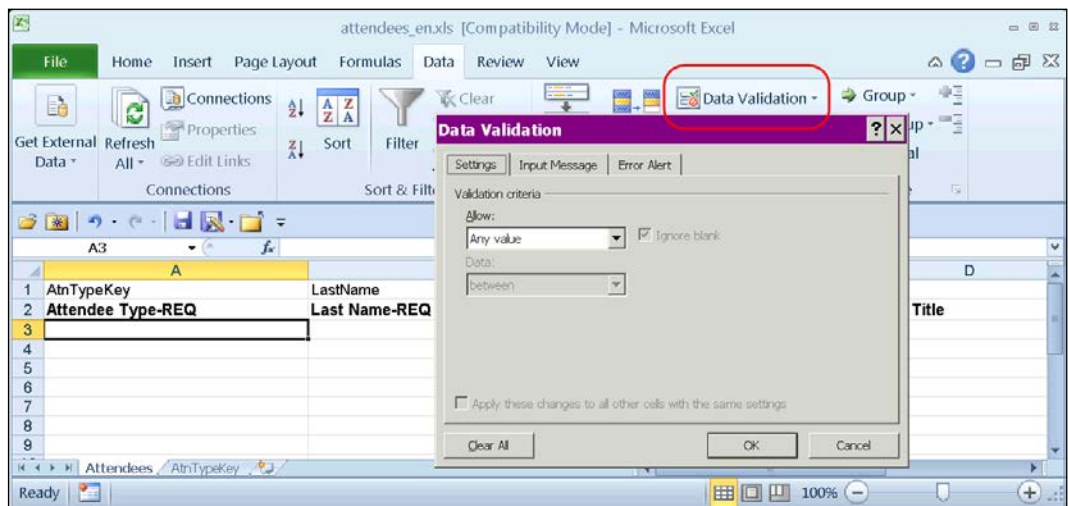 attendees_en.xls [Compatibility Mode] - Microsoft Excel
File Home Insert Page Layout Formulas Data Review View
Get External Data
Refresh All
Connections
Properties
Edit Links
Connections
Sort
Filter
Clear
Sort & Filt
Data Validation
Group
up
al
Data Validation
Settings Input Message Error Alert
Validation criteria
Allow:
Any value
Ignore blank
Data:
between
Apply these changes to all other cells with the same settings
Clear All OK Cancel
A3 fx
A D
1 AtnTypeKey LastName
2 Attendee Type-REQ Last Name-REQ Title
3
4
5
6
7
8
9
Attendees AtnTypeKey
Ready 100%